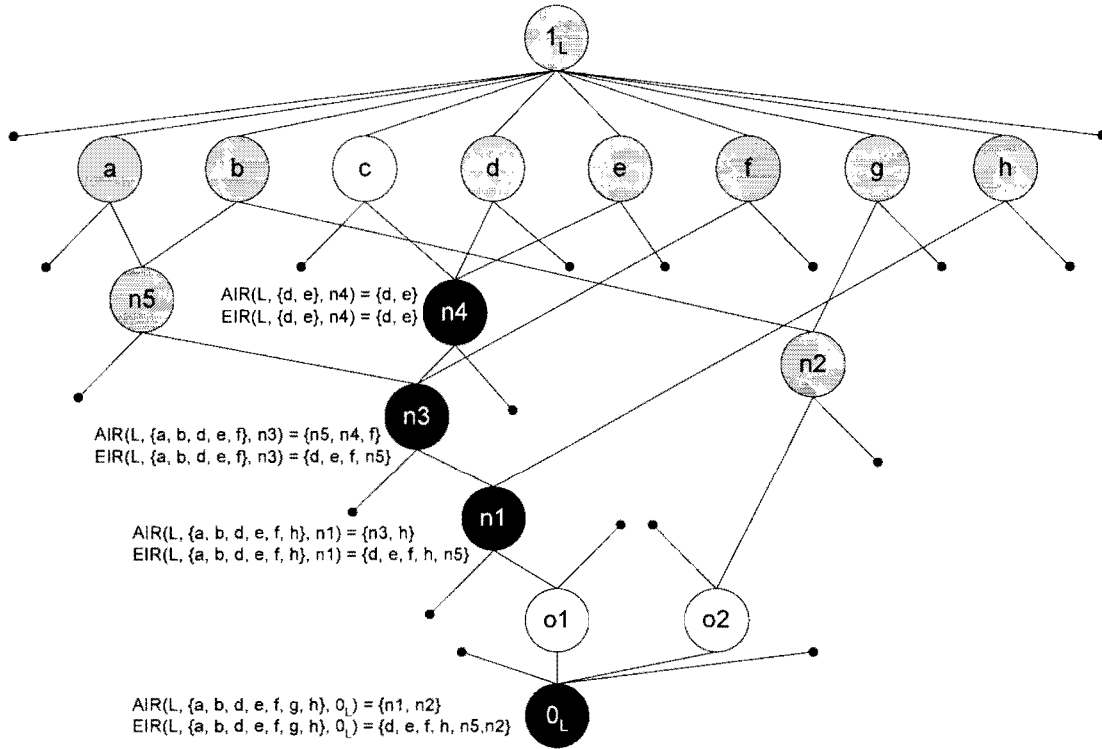 1L
a b c d e f g h
n5
AIR(L, {d, e}, n4) = {d, e}
EIR(L, {d, e}, n4) = {d, e}
n4
n2
n3
AIR(L, {a, b, d, e, f}, n3) = {n5, n4, f}
EIR(L, {a, b, d, e, f}, n3) = {d, e, f, n5}
n1
AIR(L, {a, b, d, e, f, h}, n1) = {n3, h}
EIR(L, {a, b, d, e, f, h}, n1) = {d, e, f, h, n5}
o1 o2
AIR(L, {a, b, d, e, f, g, h}, 0L) = {n1, n2}
EIR(L, {a, b, d, e, f, g, h}, 0L) = {d, e, f, h, n5,n2}
0L